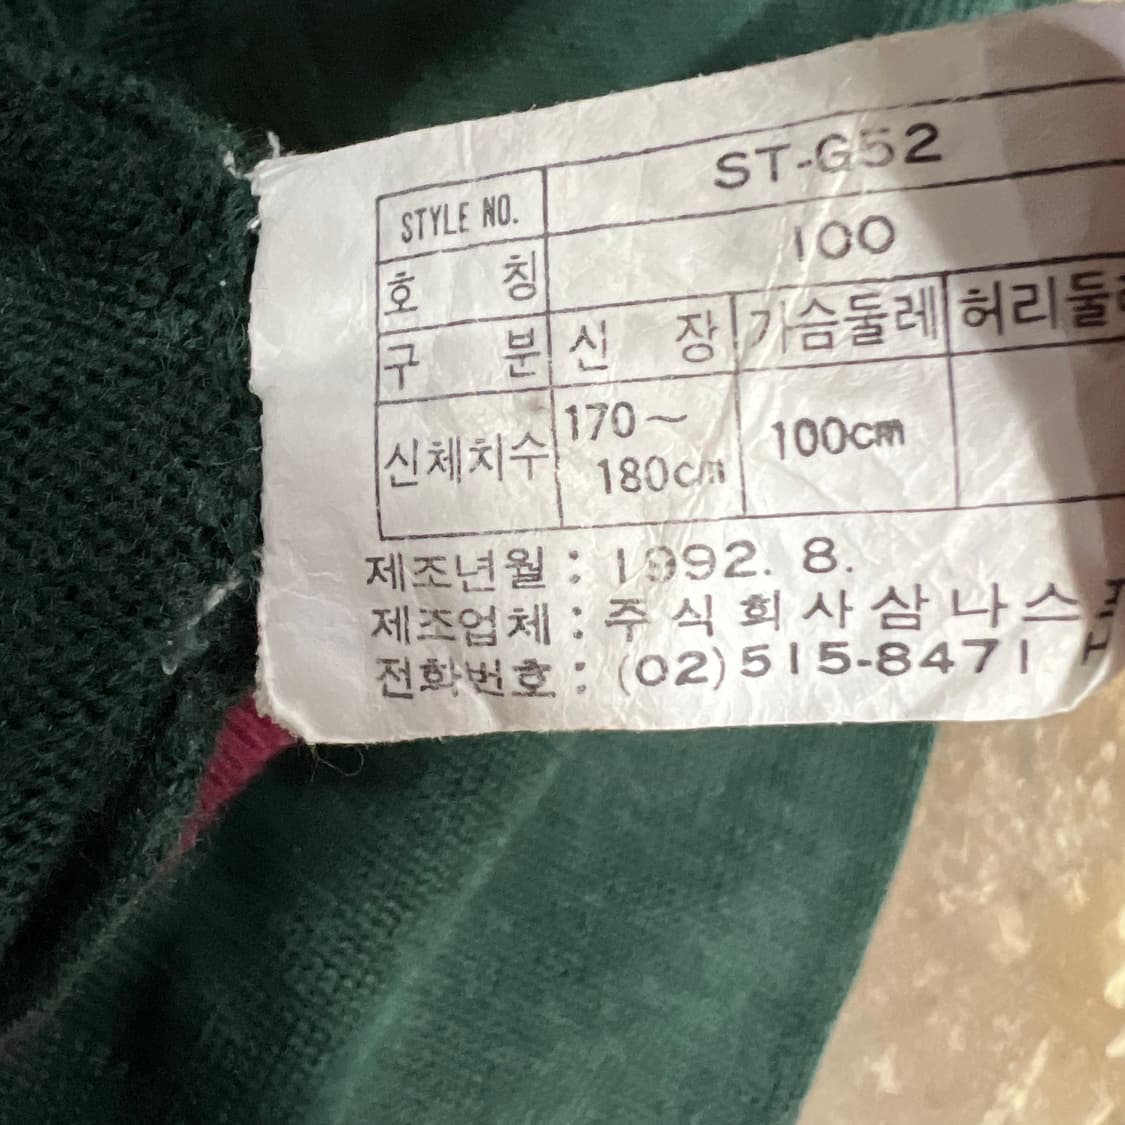 STYLE NO. ST-G52
호 칭 100
구 분 신 장 가슴둘레 허리둘레
신체치수 170~ 180cm 100cm
제조년월 : 1992. 8.
제조업체 : 주식회사삼나스
전화번호 : (02)515-8471